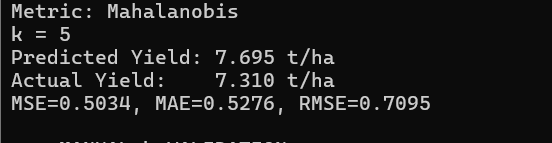 Metric: Mahalanobis
k = 5
Predicted Yield: 7.695 t/ha
Actual Yield:    7.310 t/ha
MSE=0.5034, MAE=0.5276, RMSE=0.7095